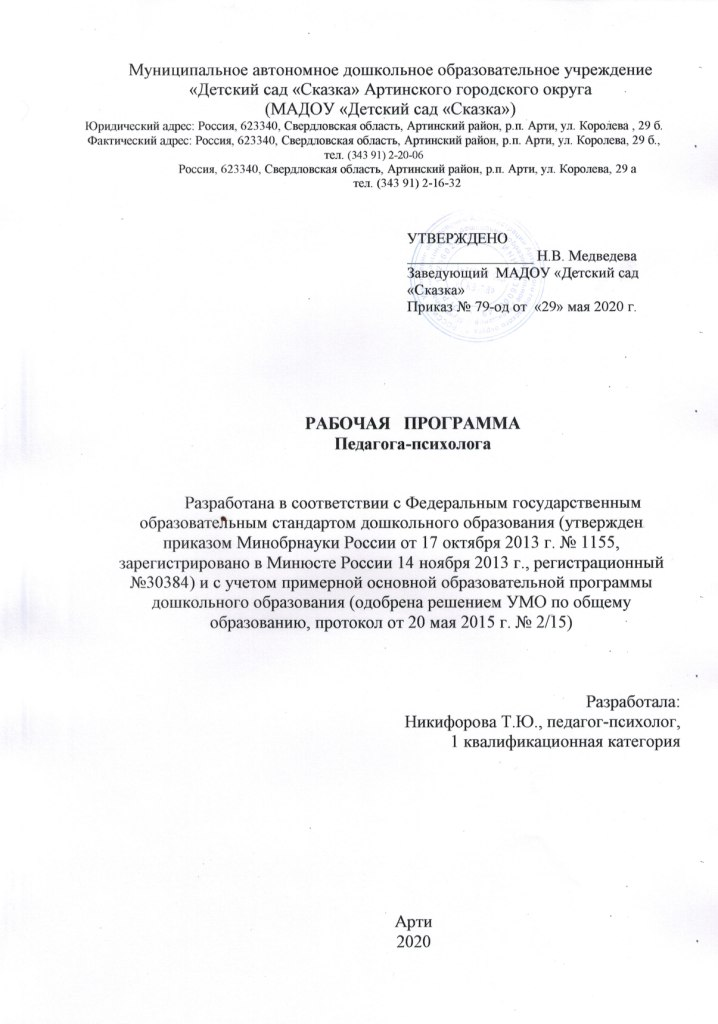 Муниципальное автономное дошкольное образовательное учреждение
«Детский сад «Сказка» Артинского городского округа
(МАДОУ «Детский сад «Сказка»)
Юридический адрес: Россия, 623340, Свердловская область, Артинский район, р.п. Арти, ул. Королева , 29 б.
Фактический адрес: Россия, 623340, Свердловская область, Артинский район, р.п. Арти, ул. Королева, 29 б.,
тел. (343 91) 2-20-06
Россия, 623340, Свердловская область, Артинский район, р.п. Арти, ул. Королева, 29 а
тел. (343 91) 2-16-32
УТВЕРЖДЕНО
________________ Н.В. Медведева
Заведующий МАДОУ «Детский сад
«Сказка»
Приказ № 79-од от «29» мая 2020 г.
РАБОЧАЯ ПРОГРАММА
Педагога-психолога
Разработана в соответствии с Федеральным государственным
образовательным стандартом дошкольного образования (утвержден
приказом Минобрнауки России от 17 октября 2013 г. № 1155,
зарегистрировано в Минюсте России 14 ноября 2013 г., регистрационный
№30384) и с учетом примерной основной образовательной программы
дошкольного образования (одобрена решением УМО по общему
образованию, протокол от 20 мая 2015 г. № 2/15)
Разработала:
Никифорова Т.Ю., педагог-психолог,
1 квалификационная категория
Арти
2020